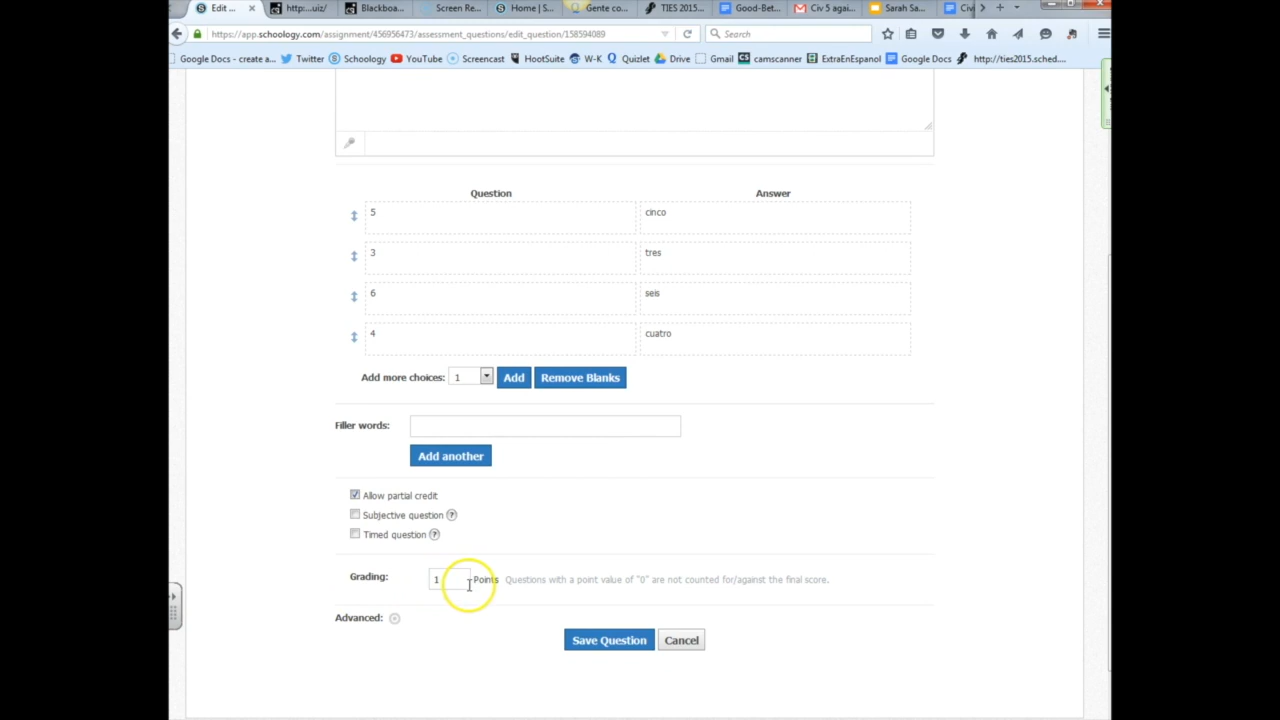 Edit ... × http:...uiz/ Blackboa... Screen Re... Home | S... Gente co... TIES 2015... Good-Bet... Civ 5 agai... Sarah Sa... Civ
https://app.schoology.com/assignment/456956473/assessment_questions/edit_question/158594089 Search
Google Docs - create a... Twitter Schoology YouTube Screencast HootSuite W-K Quizlet Drive Gmail camscanner ExtraEnEspanol Google Docs http://ties2015.sched....
Question Answer
5 cinco
3 tres
6 seis
4 cuatro
Add more choices: 1 Add Remove Blanks
Filler words:
Add another
Allow partial credit
Subjective question ?
Timed question ?
Grading: 1 Points Questions with a point value of "0" are not counted for/against the final score.
Advanced:
Save Question Cancel